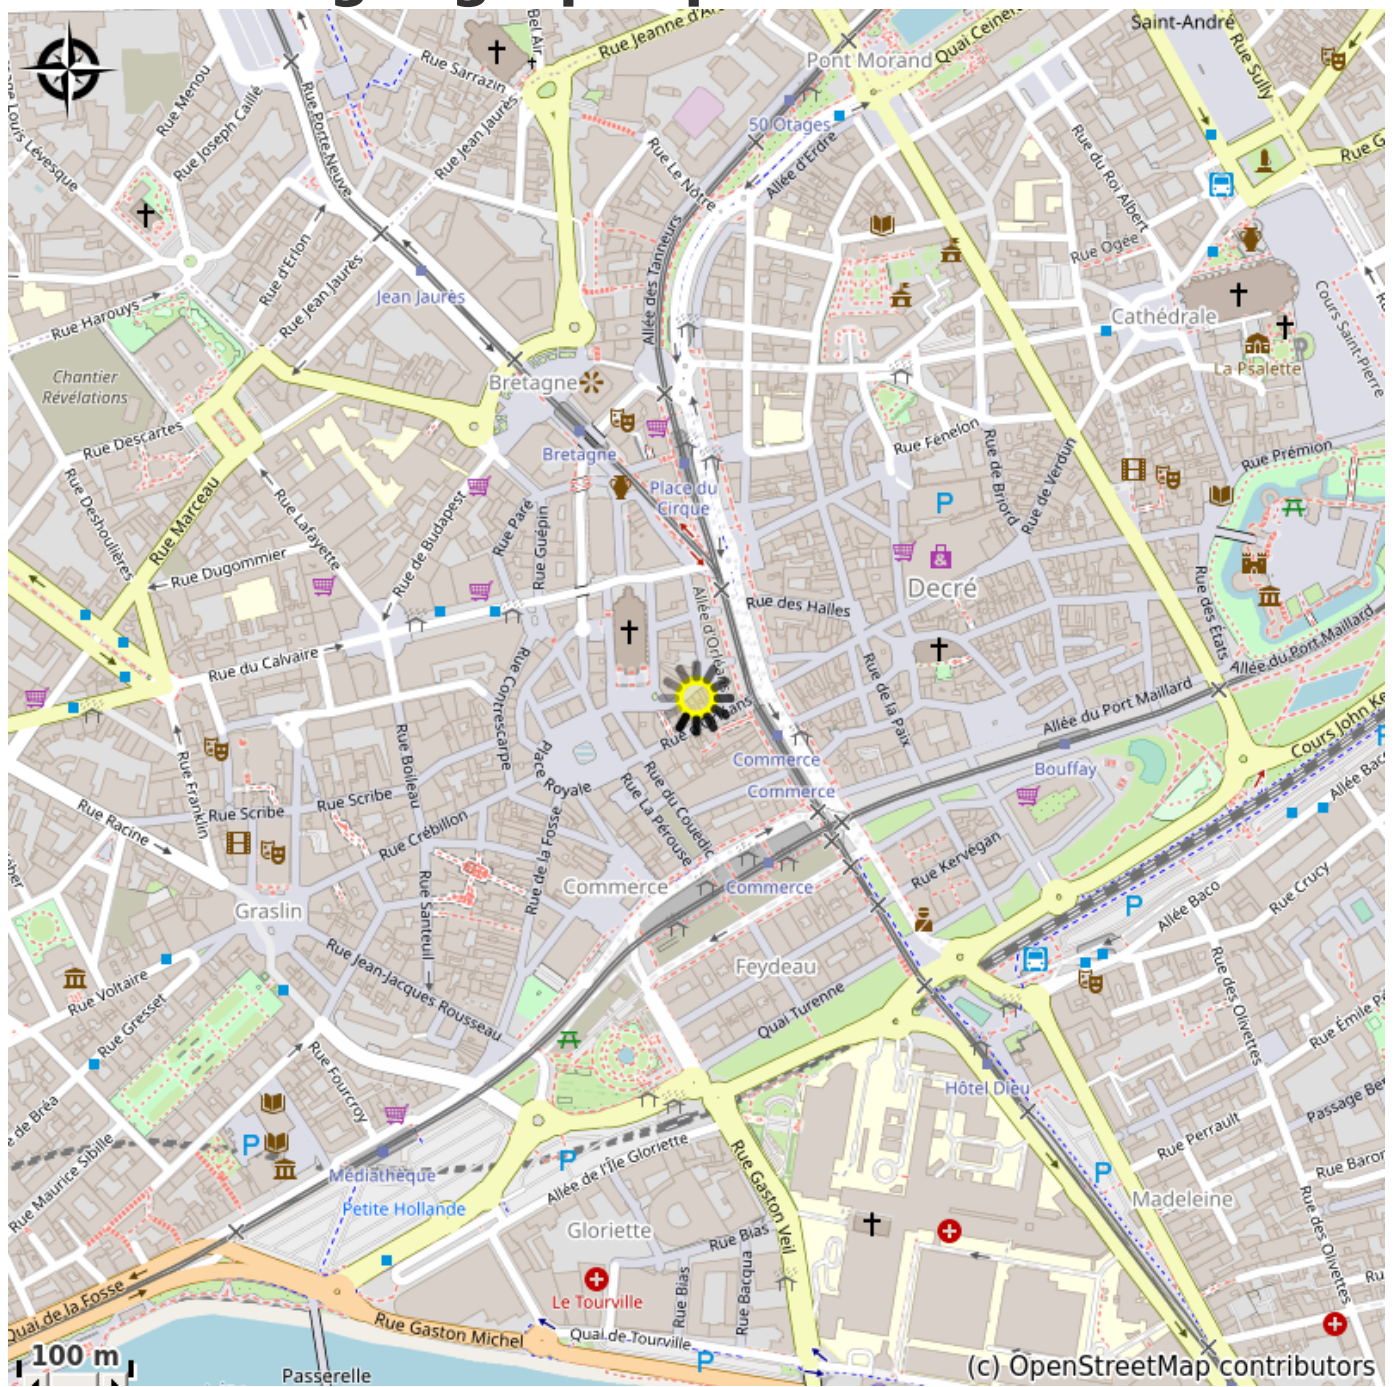 Saint-André
Rue Jeanne d'Arc
Bel Air
Quai Ceineray
Rue Sully
Pont Morand
Rue Sarrazin
Rue Menou
Rue Joseph Caillé
Rue Porte Neuve
Rue Jean Jaurès
50 Otages
Allée d'Erdre
Rue Le Nôtre
Rue du Roi Albert
Rue G
Louis Lévesque
Rue Ogée
Allée des Tanneurs
Rue d'Erlon
Rue Jean Jaurès
Jean Jaurès
Rue Harouys
Cathédrale
Cours Saint-Pierre
La Psalette
Chantier
Révélations
Bretagne
Rue Descartes
Bretagne
Rue Fénelon
Rue Prémion
Rue de Briord
Rue de Verdun
Place du
Cirque
P
Rue Deshoulières
Rue Marceau
Rue Lafayette
Rue de Budapest
Rue Paré
Rue Guépin
Rue Dugommier
Decré
Rue des Halles
Rue des États
Allée d'Orléans
Allée du Port Maillard
Rue du Calvaire
Rue Contrescarpe
Rue de la Paix
Allée du Port Maillard
Rue Franklin
Rue Boileau
Place Royale
Commerce
Commerce
Bouffay
Cours John Ke
Allée Baco
Rue Scribe
Rue Scribe
Rue Racine
Rue Crébillon
Rue de la Fosse
Rue La Pérouse
Rue du Couëdic
Commerce
Commerce
Rue Kervégan
Rue Crucy
Allée Baco
P
Graslin
Rue Santeuil
Rue Jean-Jacques Rousseau
Feydeau
Quai Turenne
Rue Voltaire
Rue Gresset
Rue des Olivettes
Rue Émile Pé
Rue Fourcroy
Hôtel Dieu
e de Bréa
Passage Ber
Rue Maurice Sibille
P
Médiathèque
P
Allée de l'Île Gloriette
Rue Perrault
Rue Baron
P
Petite Hollande
Gloriette
Rue Gaston Veil
Madeleine
Rue Bias
Rue Bias
Rue Bacqua
Rue des Olivettes
Le Tourville
Quai de la Fosse
Rue Gaston Michel
Quai de Tourville
P
100 m
Passerelle
(c) OpenStreetMap contributors